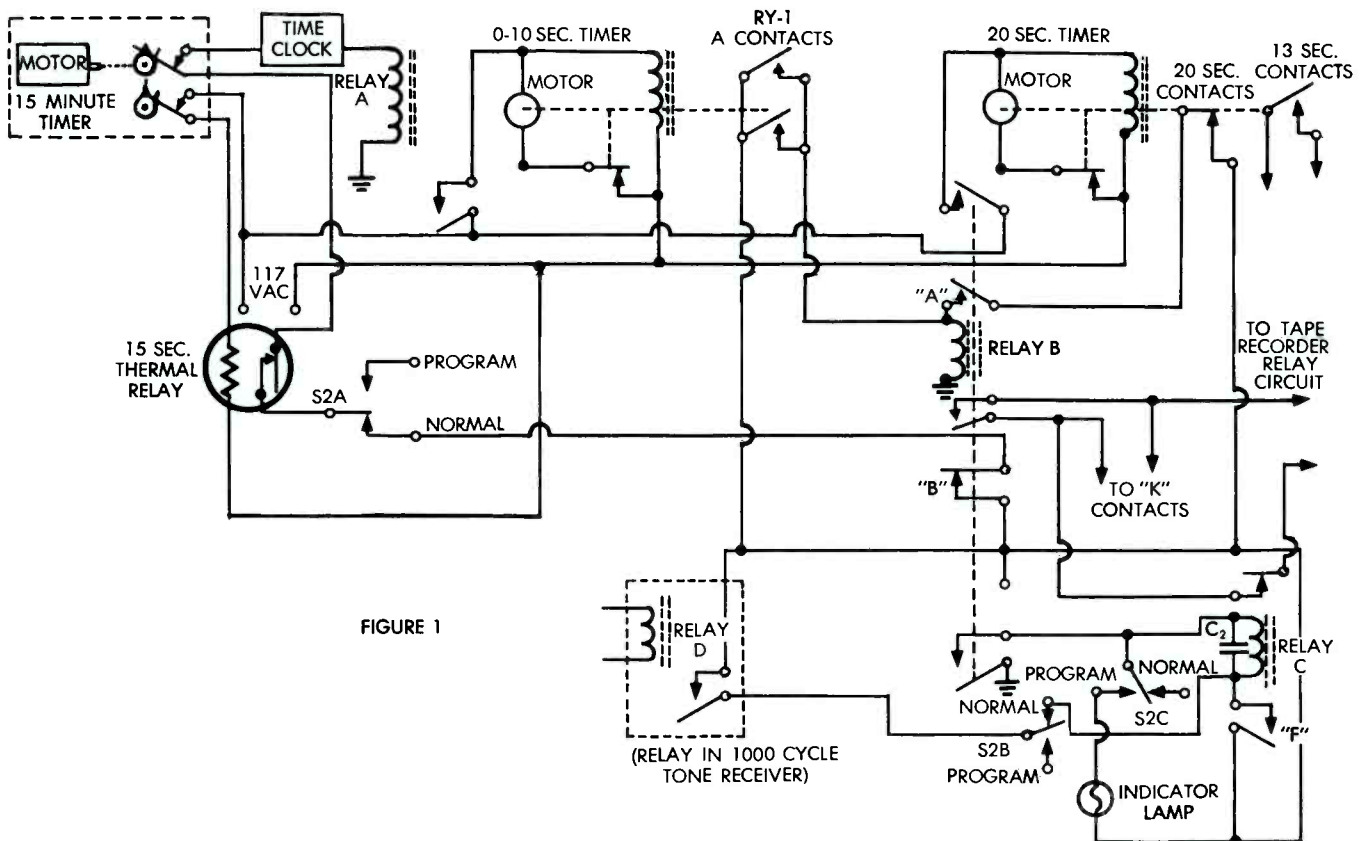 MOTOR
15 MINUTE
TIMER
TIME
CLOCK
RELAY
A
0-10 SEC. TIMER
MOTOR
RY-1
A CONTACTS
20 SEC. TIMER
MOTOR
20 SEC.
CONTACTS
13 SEC.
CONTACTS
117
VAC
15 SEC.
THERMAL
RELAY
S2A
PROGRAM
NORMAL
"A"
RELAY B
TO TAPE
RECORDER
RELAY
CIRCUIT
"B"
TO "K"
CONTACTS
FIGURE 1
RELAY
D
(RELAY IN 1000 CYCLE
TONE RECEIVER)
C2
RELAY
C
PROGRAM
NORMAL
S2C
NORMAL
S2B
PROGRAM
"F"
INDICATOR
LAMP